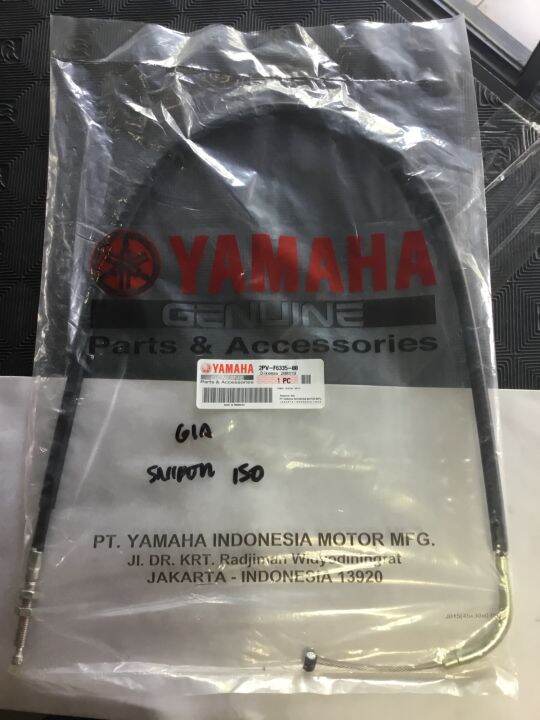 YAMAHA
GENUINE
Parts & Accessories
YAMAHA 2PV-F6335-00
Parts & Accessories 1 PC
G1A
SNIPER 150
PT. YAMAHA INDONESIA MOTOR MFG.
Jl. DR. KRT. Radjiman Widyodiningrat
JAKARTA - INDONESIA 13920